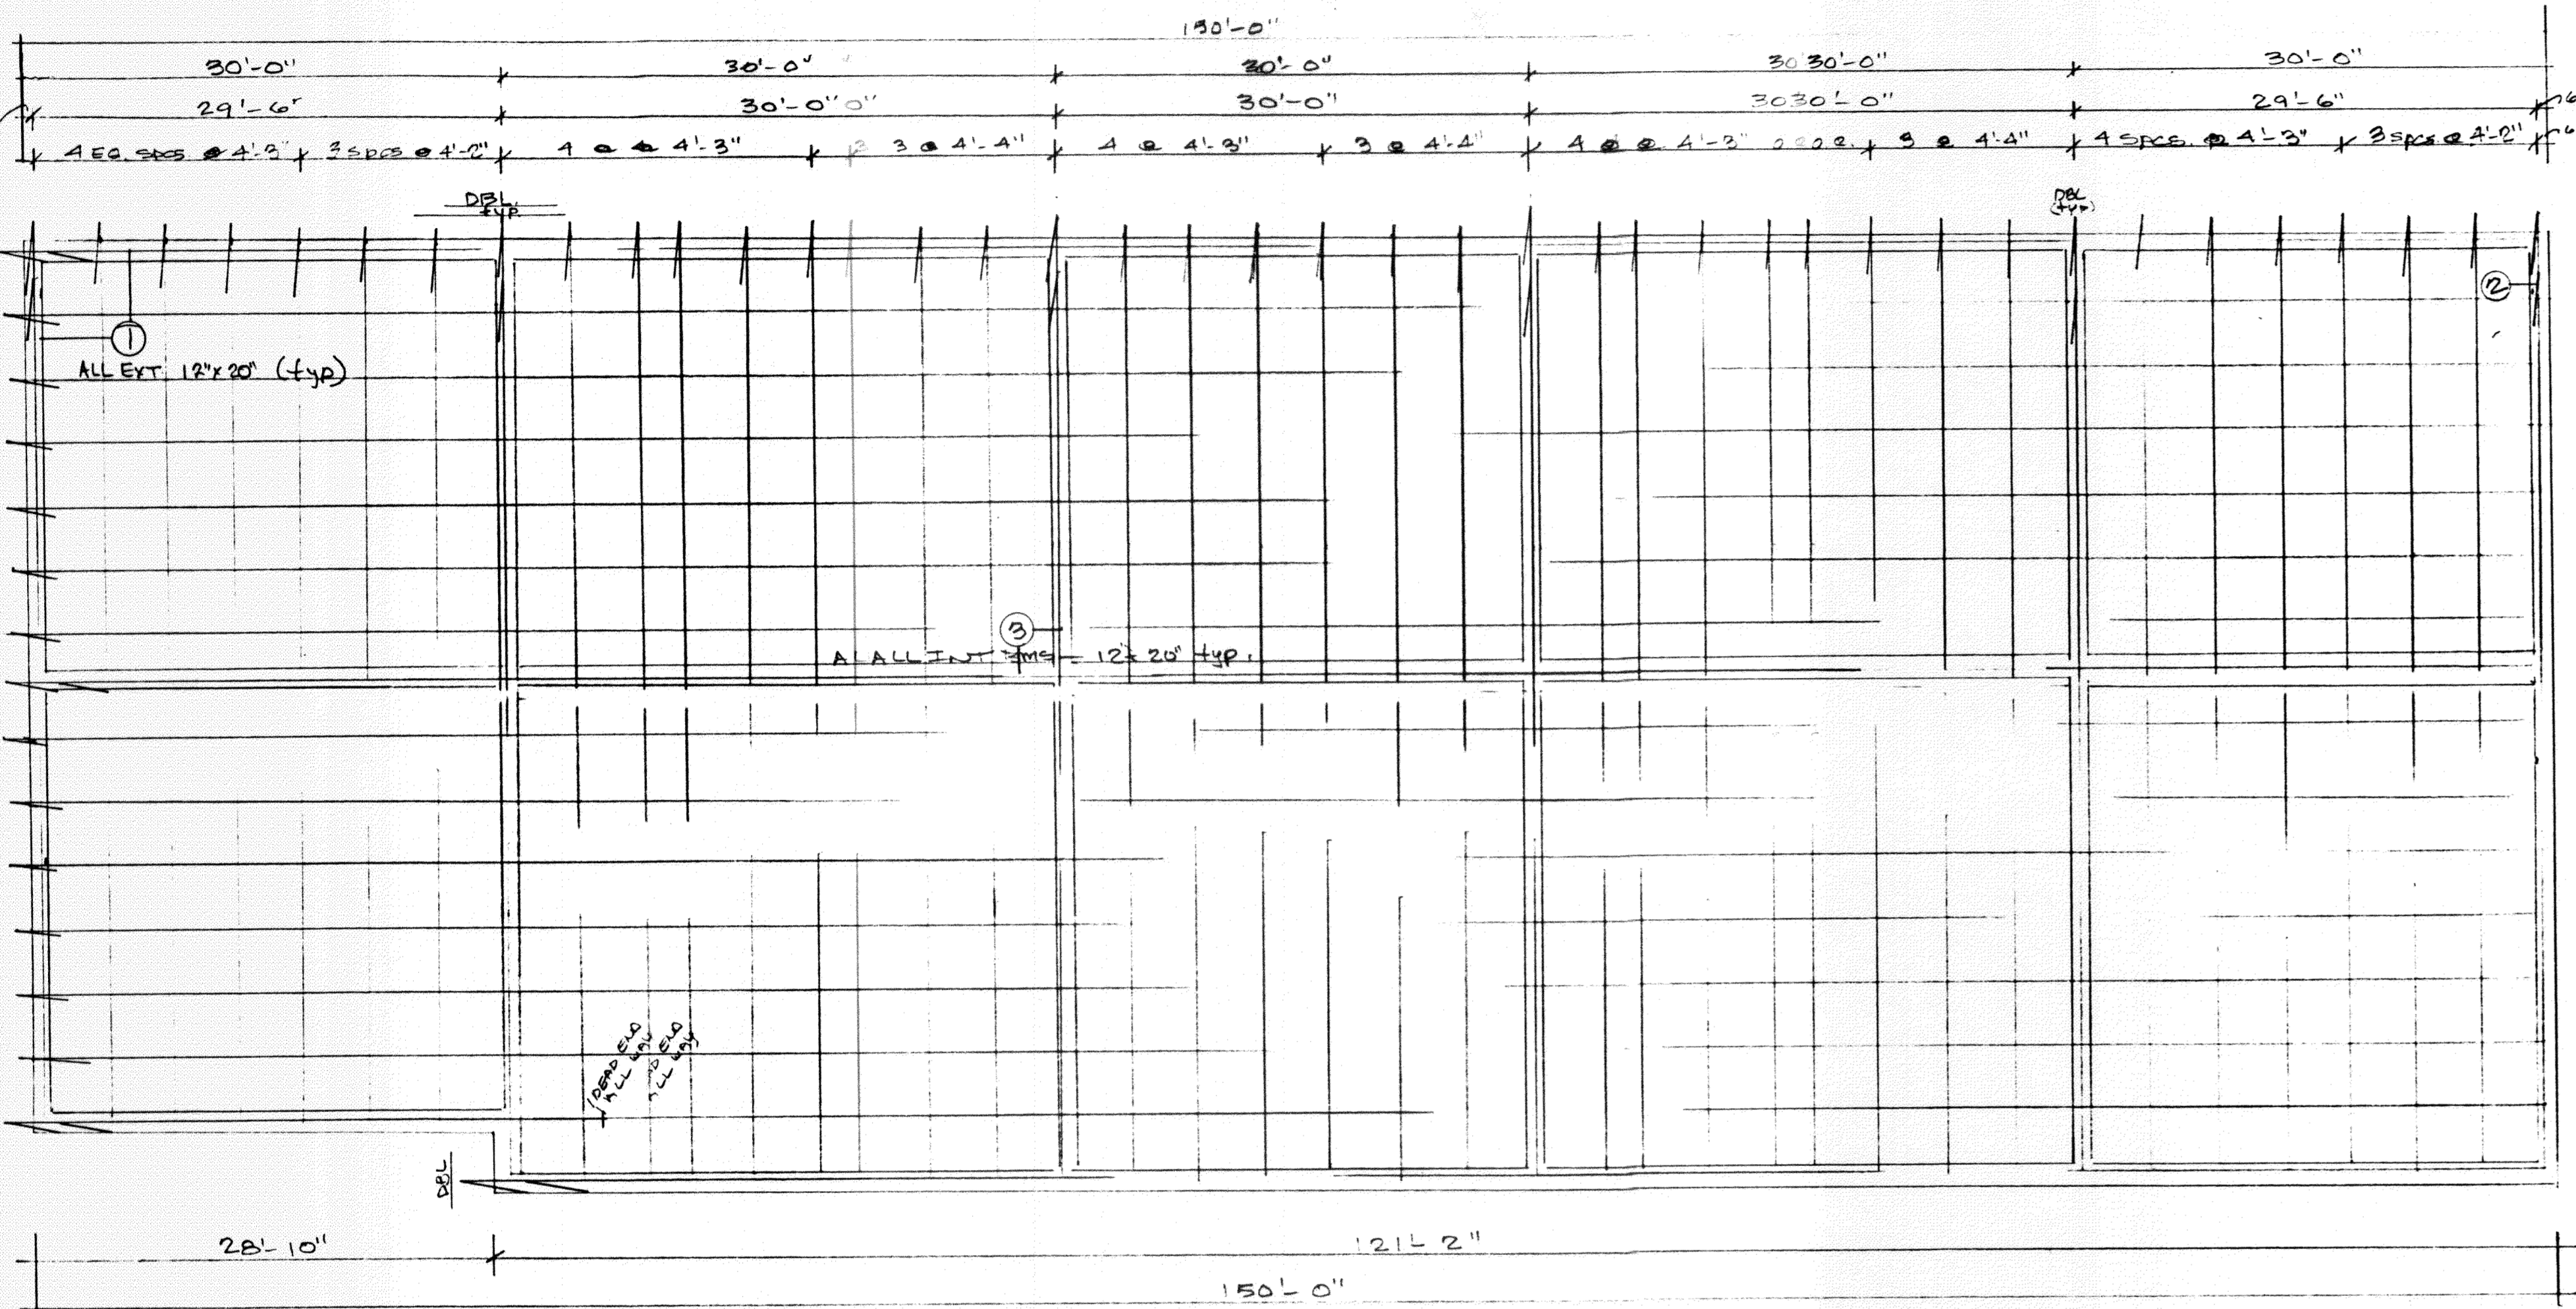 150'-0"
30'-0" 30'-0" 30'-0" 30 30'-0" 30'-0"
29'-6" 30'-0" 0" 30'-0" 3030'-0" 29'-6"
4 EQ. SPCS @ 4'-3" 3 SPCS @ 4'-2" 4 @ 4'-3" 3 @ 4'-4" 4 @ 4'-3" 3 @ 4'-4" 4 @ @ 4'-3" 3 @ 4'-4" 4 SPCS. @ 4'-3" 3 SPCS @ 4'-2"
DBL.
typ.
DBL
(typ)
2
1
ALL EXT. 12"x20" (typ)
3
A ALL INT 12"x 20" typ.
DEAD END
ALL WAY
D END
LL WAY
DBL
28'-10" 121'-2"
150'-0"